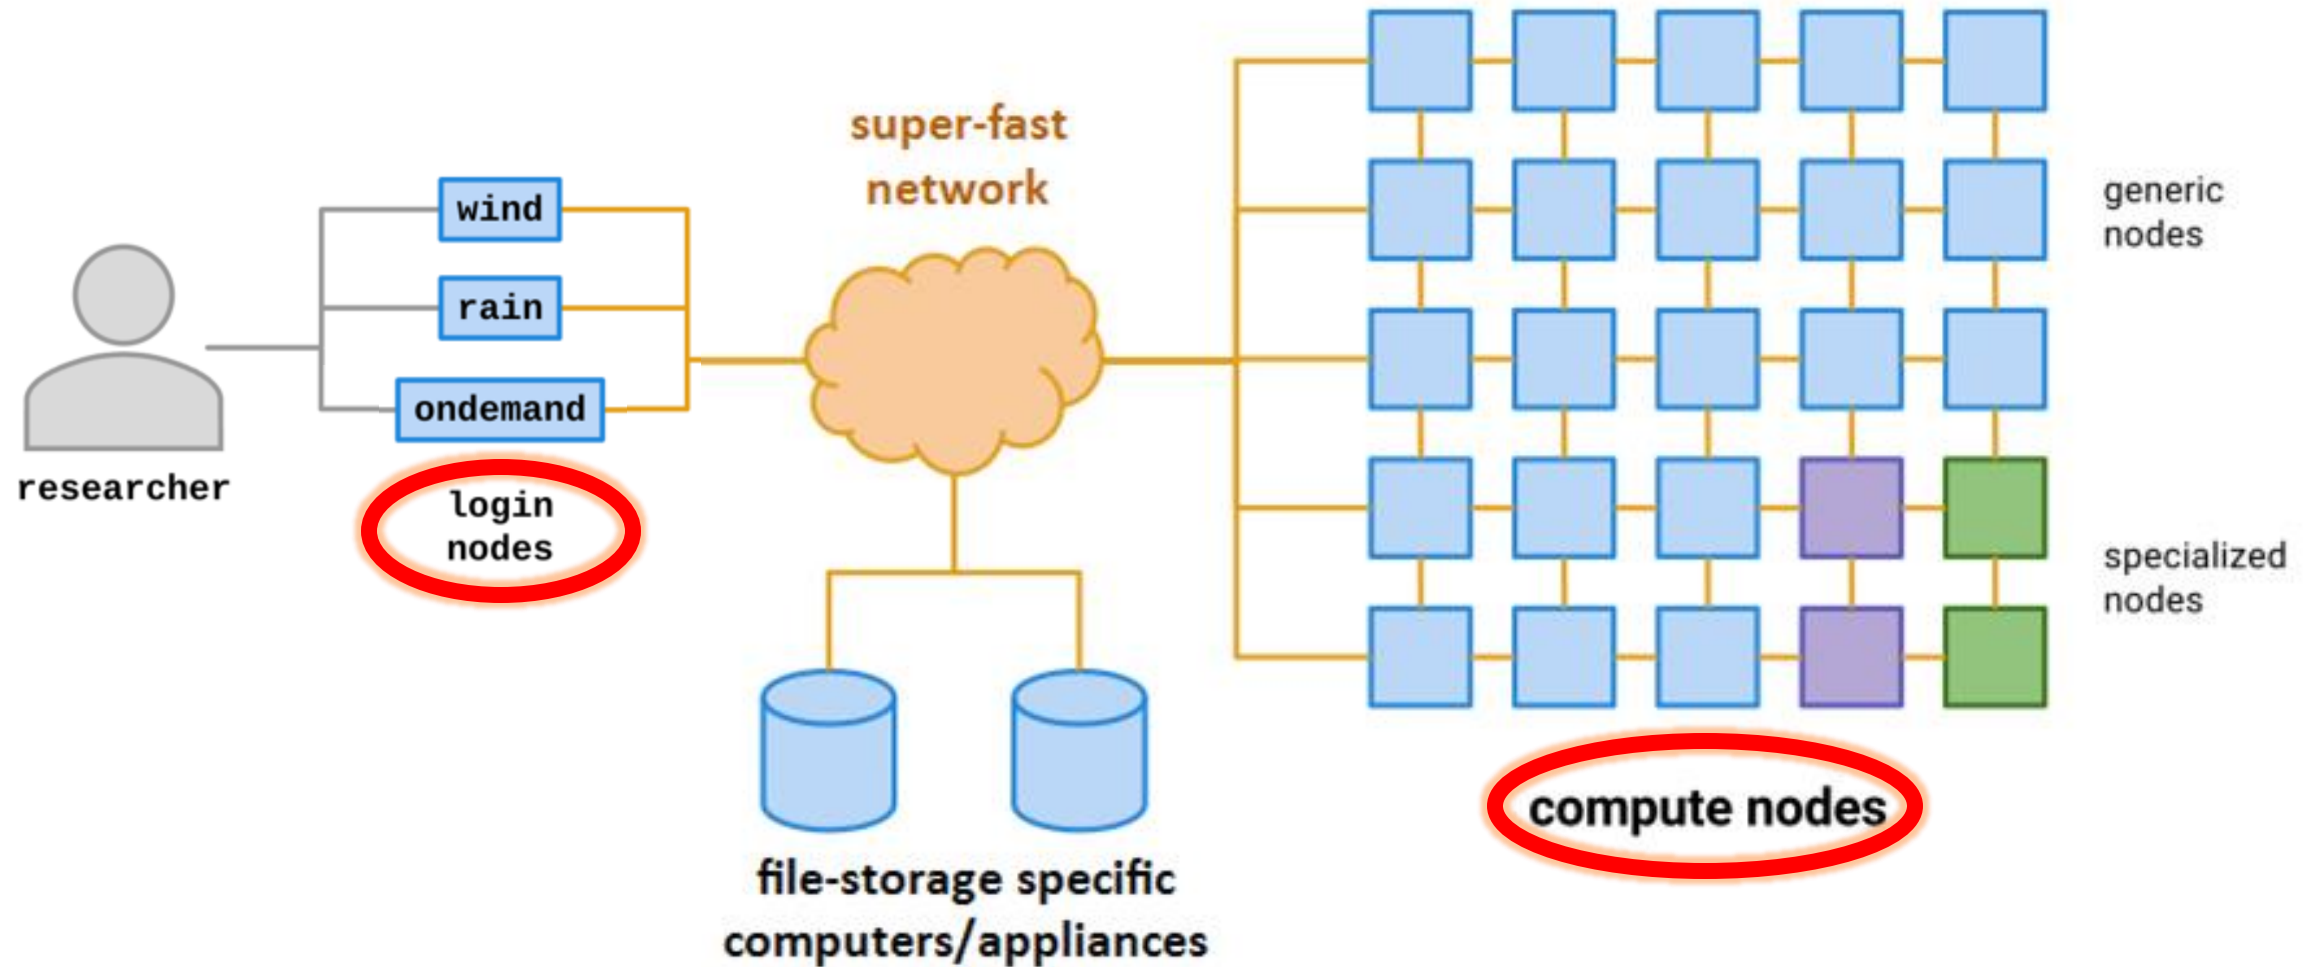 wind
rain
ondemand
researcher
login
nodes
super-fast
network
file-storage specific
computers/appliances
generic
nodes
specialized
nodes
compute nodes